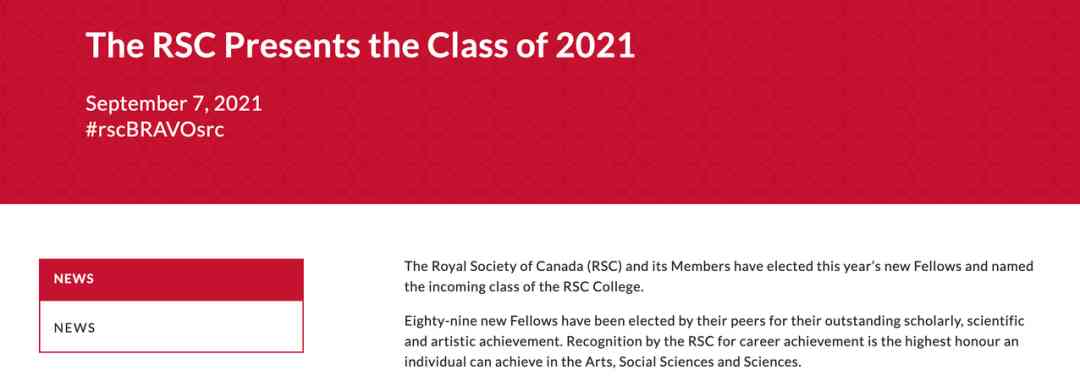 The RSC Presents the Class of 2021
September 7, 2021
#rscBRAVOsrc
NEWS
NEWS
The Royal Society of Canada (RSC) and its Members have elected this year's new Fellows and named
the incoming class of the RSC College.
Eighty-nine new Fellows have been elected by their peers for their outstanding scholarly, scientific
and artistic achievement. Recognition by the RSC for career achievement is the highest honour an
individual can achieve in the Arts, Social Sciences and Sciences.